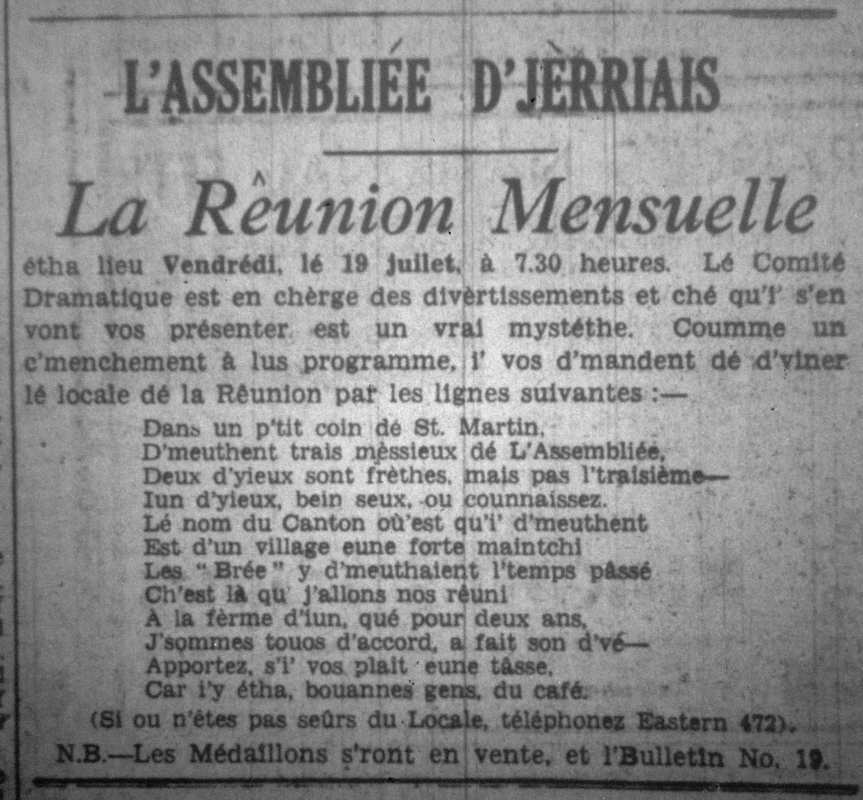 L'ASSEMBLIÉE D'JÈRRIAIS
La Rêunion Mensuelle
étha lieu Vendrédi, lé 19 juilet, à 7.30 heures. Lé Comité
Dramatique est en chèrge des divèrtissements et ché qu'i' s'en
vont vos présenter est un vrai mystéthe. Coumme un
c'menchement à lus programme, i' vos d'mandent dé d'viner
lé locale dé la Rêunion par les lignes suivantes :—
Dans un p'tit coin dé St. Martin,
D'meuthent trais mèssieux dé L'Assembliée,
Deux d'yieux sont frèthes, mais pas l'traisième—
Iun d'yieux, bein seux, ou counnaissez.
Lé nom du Canton où'est qu'i' d'meuthent
Est d'un village eune forte maintchi
Les "Brée" y d'meuthaient l'temps pâssé
Ch'est là qu' j'allons nos rêuni
À la fèrme d'iun, qué pour deux ans,
J'sommes touos d'accord, a fait son d'vé—
Apportez, s'i' vos plait eune tâsse,
Car i'y étha, bouannes gens, du café.
(Si ou n'êtes pas seûrs du Locale, téléphonez Eastern 472).
N.B.—Les Médaillons s'ront en vente, et l'Bulletin No. 19.